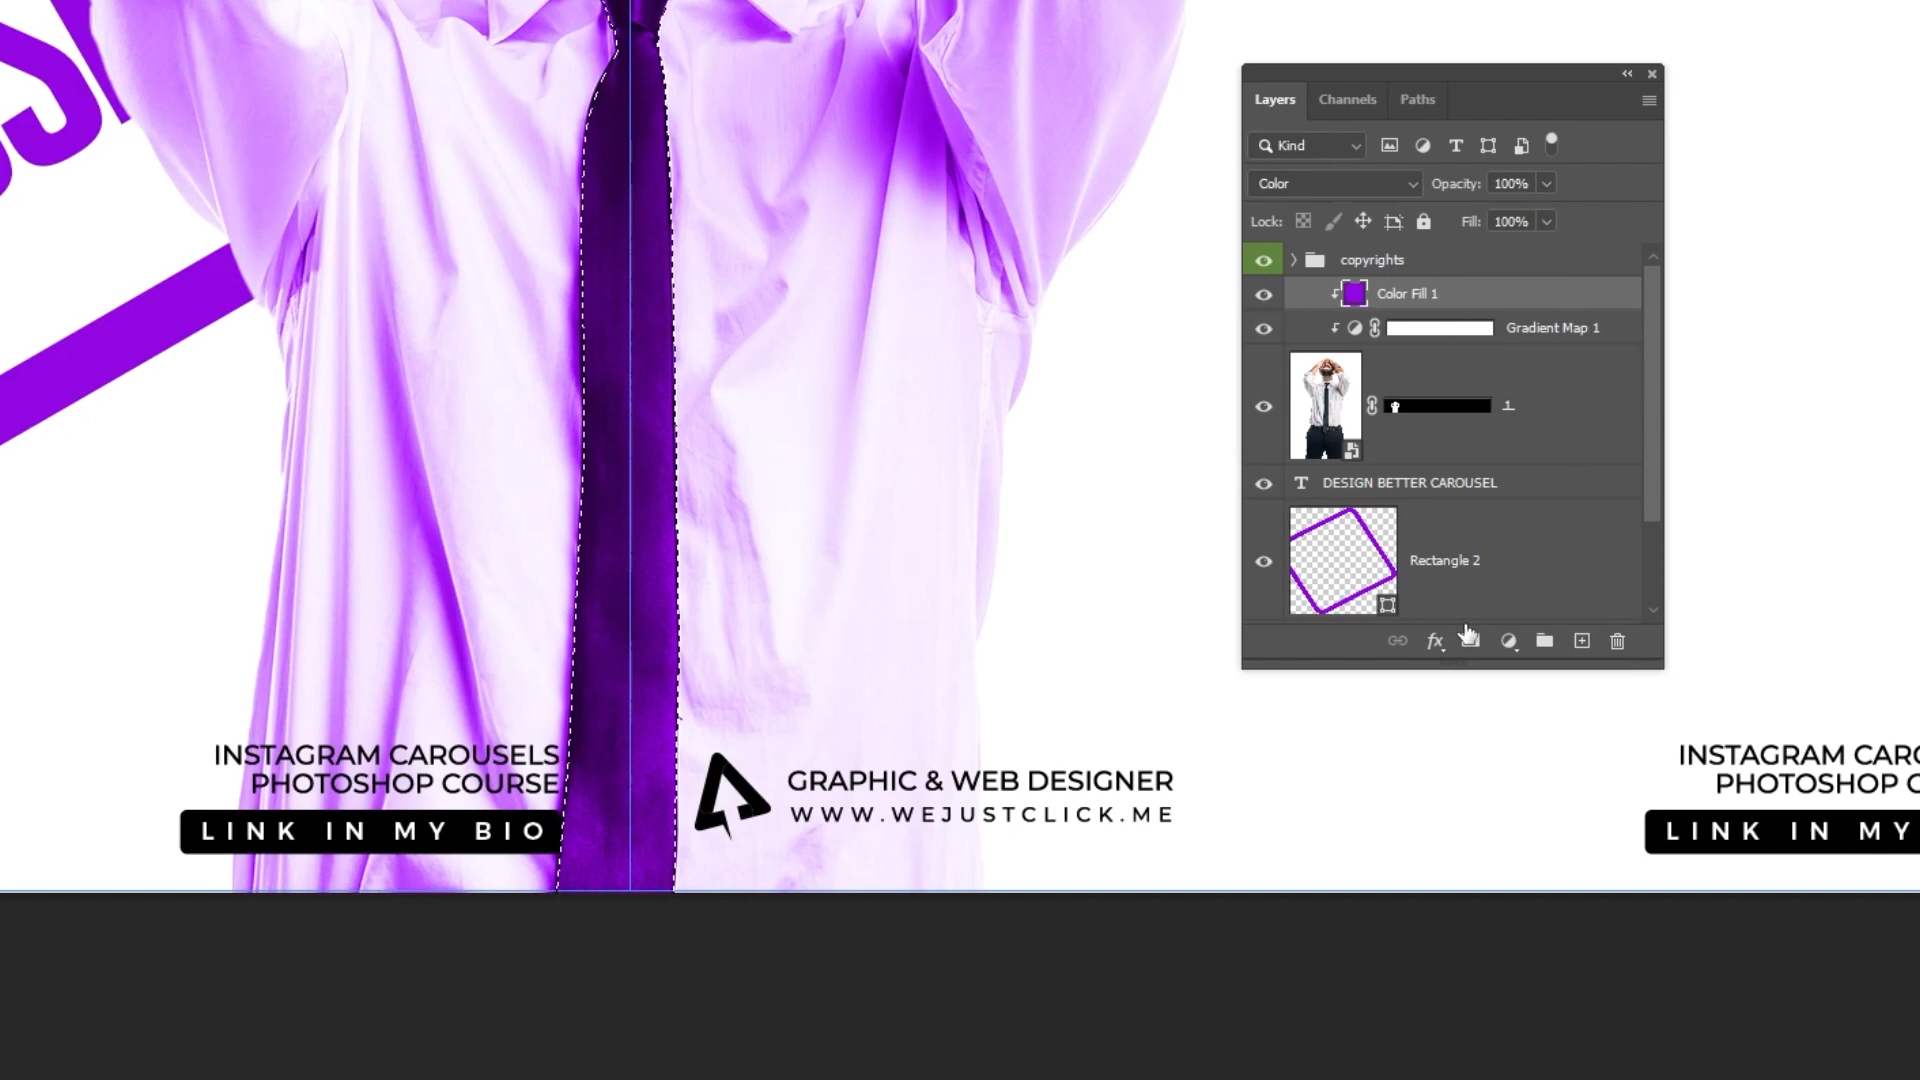 S
Layers Channels Paths
Kind
Color Opacity: 100%
Lock: Fill: 100%
copyrights
Color Fill 1
Gradient Map 1
1
DESIGN BETTER CAROUSEL
Rectangle 2
fx
INSTAGRAM CAROUSELS
PHOTOSHOP COURSE
LINK IN MY BIO
GRAPHIC & WEB DESIGNER
WWW.WEJUSTCLICK.ME
INSTAGRAM CARO
PHOTOSHOP C
LINK IN MY